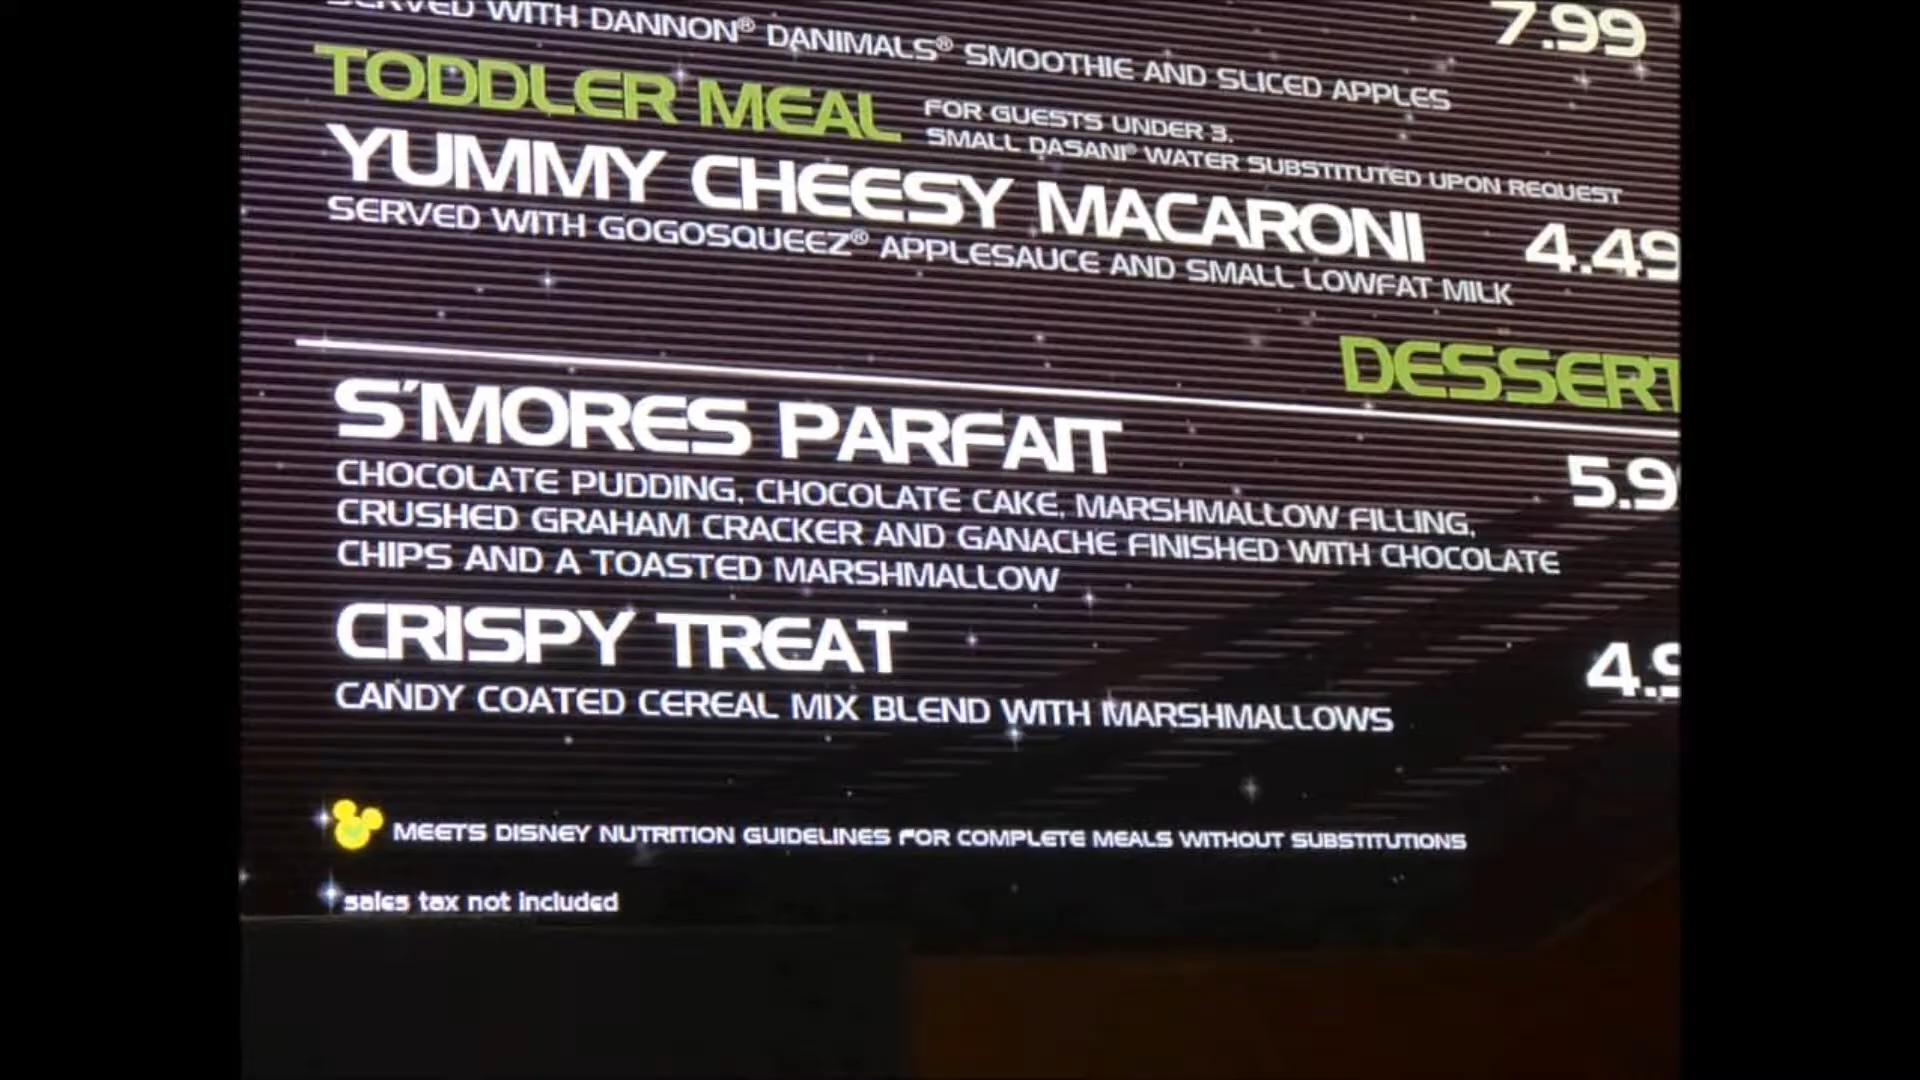 SERVED WITH DANNON® DANIMALS® SMOOTHIE AND SLICED APPLES 7.99
TODDLER MEAL FOR GUESTS UNDER 3.
SMALL DASANI® WATER SUBSTITUTED UPON REQUEST
YUMMY CHEESY MACARONI 4.49
SERVED WITH GOGOSQUEEZ® APPLESAUCE AND SMALL LOWFAT MILK
DESSERT
S'MORES PARFAIT 5.9
CHOCOLATE PUDDING, CHOCOLATE CAKE, MARSHMALLOW FILLING,
CRUSHED GRAHAM CRACKER AND GANACHE FINISHED WITH CHOCOLATE
CHIPS AND A TOASTED MARSHMALLOW
CRISPY TREAT 4.9
CANDY COATED CEREAL MIX BLEND WITH MARSHMALLOWS
MEETS DISNEY NUTRITION GUIDELINES FOR COMPLETE MEALS WITHOUT SUBSTITUTIONS
sales tax not included